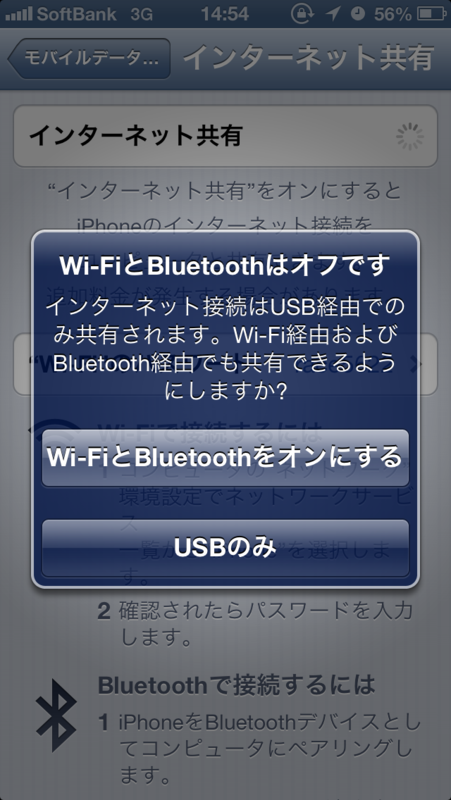 SoftBank 3G 14:54 56%
モバイルデータ... インターネット共有
インターネット共有
“インターネット共有”をオンにすると
iPhoneのインターネット接続を
Wi-FiとBluetoothはオフです
インターネット接続はUSB経由での
み共有されます。Wi-Fi経由および
Bluetooth経由でも共有できるよう
にしますか?
Wi-FiとBluetoothをオンにする
USBのみ
Wi-Fiで接続するには
環境設定でネットワークサービ
ス
を選択しま
す。
2 確認されたらパスワードを入力
します。
Bluetoothで接続するには
1 iPhoneをBluetoothデバイスとし
てコンピュータにペアリングし
ます。